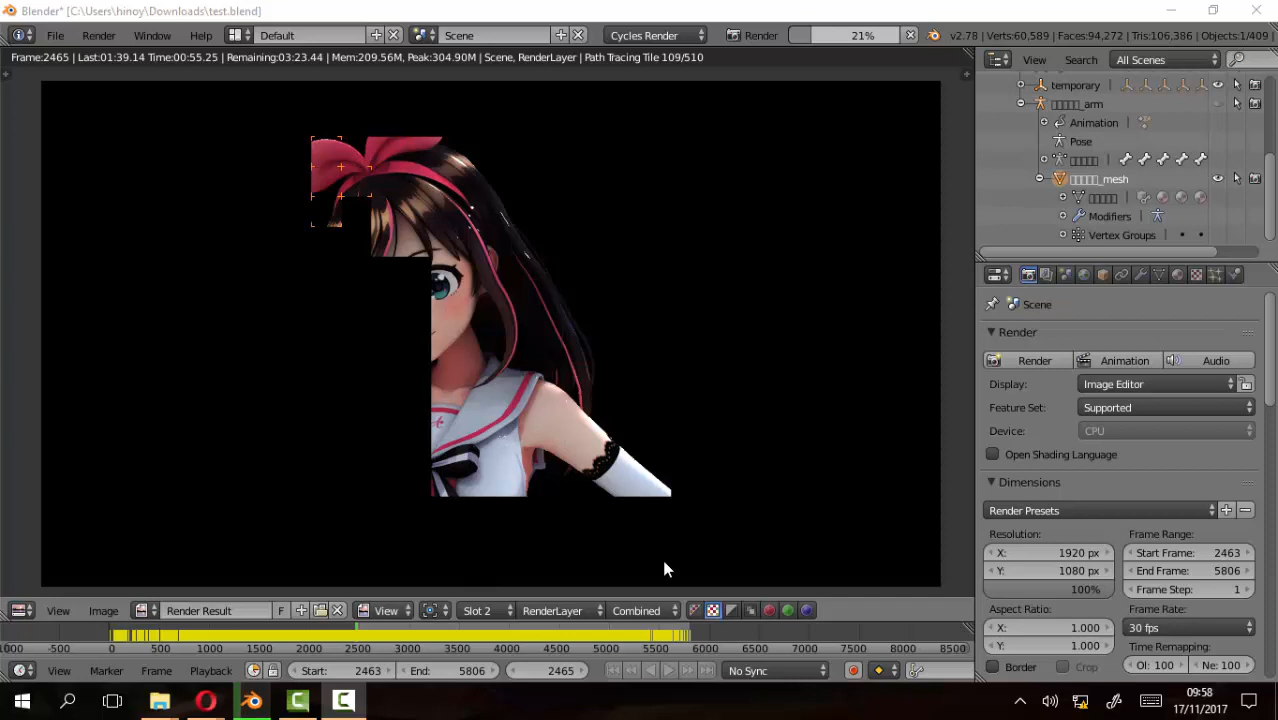 Blender* [C:\Users\hinoy\Downloads\test.blend]
File Render Window Help Default Scene Cycles Render Render 21% v2.78 | Verts:60,589 | Faces:94,272 | Tris:106,386 | Objects:1/409
Frame:2465 | Last:01:39.14 Time:00:55.25 | Remaining:03:23.44 | Mem:209.56M, Peak:304.90M | Scene, RenderLayer | Path Tracing Tile 109/510
View Search All Scenes
temporary
_arm
Animation
Pose
_mesh
Modifiers
Vertex Groups
Scene
Render
Render Animation Audio
Display: Image Editor
Feature Set: Supported
Device: CPU
Open Shading Language
Dimensions
Render Presets
Resolution: Frame Range:
X: 1920 px Start Frame: 2463
Y: 1080 px End Frame: 5806
100% Frame Step: 1
Aspect Ratio: Frame Rate:
X: 1.000 30 fps
Y: 1.000 Time Remapping:
Border Crop Ol: 100 Ne: 100
View Image Render Result F View Slot 2 RenderLayer Combined
-500 0 500 1000 1500 2000 2500 3000 3500 4000 4500 5000 5500 6000 6500 7000 7500 8000 8500
View Marker Frame Playback Start: 2463 End: 5806 2465 No Sync
09:58
17/11/2017